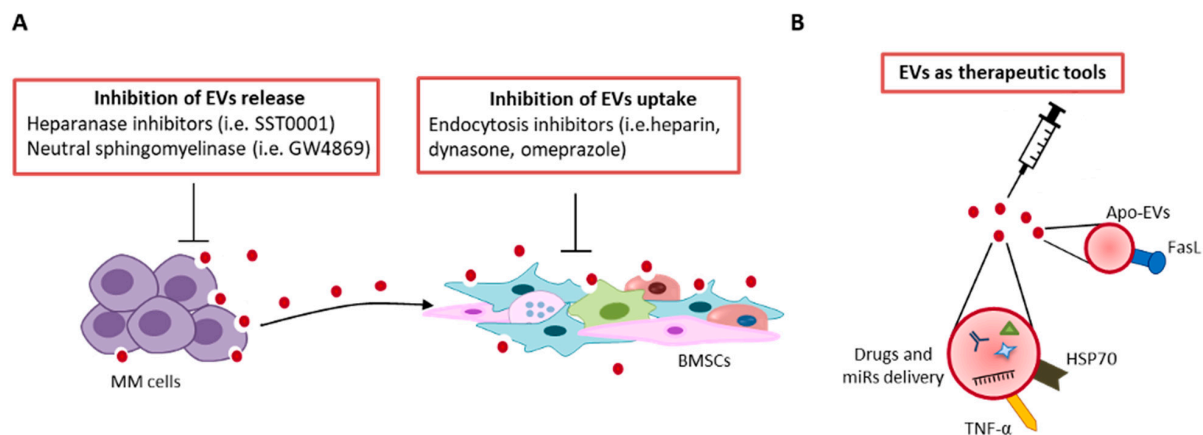 A
Inhibition of EVs release
Heparanase inhibitors (i.e. SST0001)
Neutral sphingomyelinase (i.e. GW4869)
Inhibition of EVs uptake
Endocytosis inhibitors (i.e.heparin,
dynasone, omeprazole)
MM cells
BMSCs
B
EVs as therapeutic tools
Apo-EVs
FasL
Drugs and
miRs delivery
HSP70
TNF-α